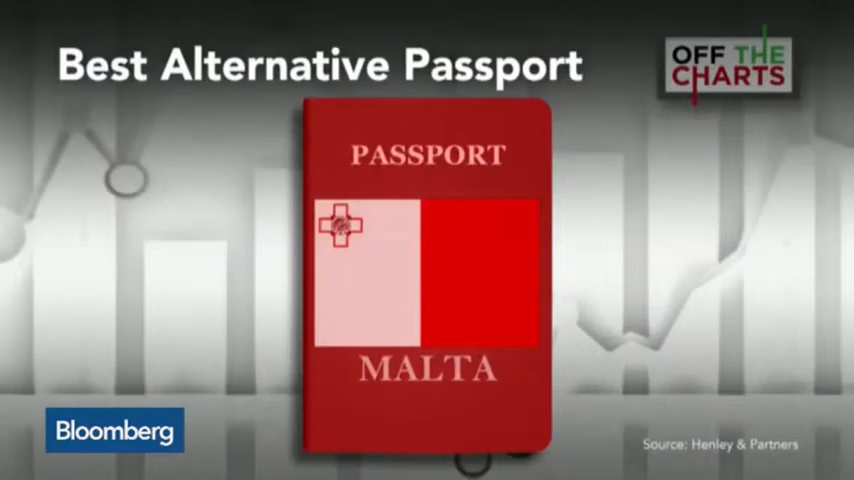 Best Alternative Passport
OFF THE
CHARTS
PASSPORT
MALTA
Bloomberg
Source: Henley & Partners